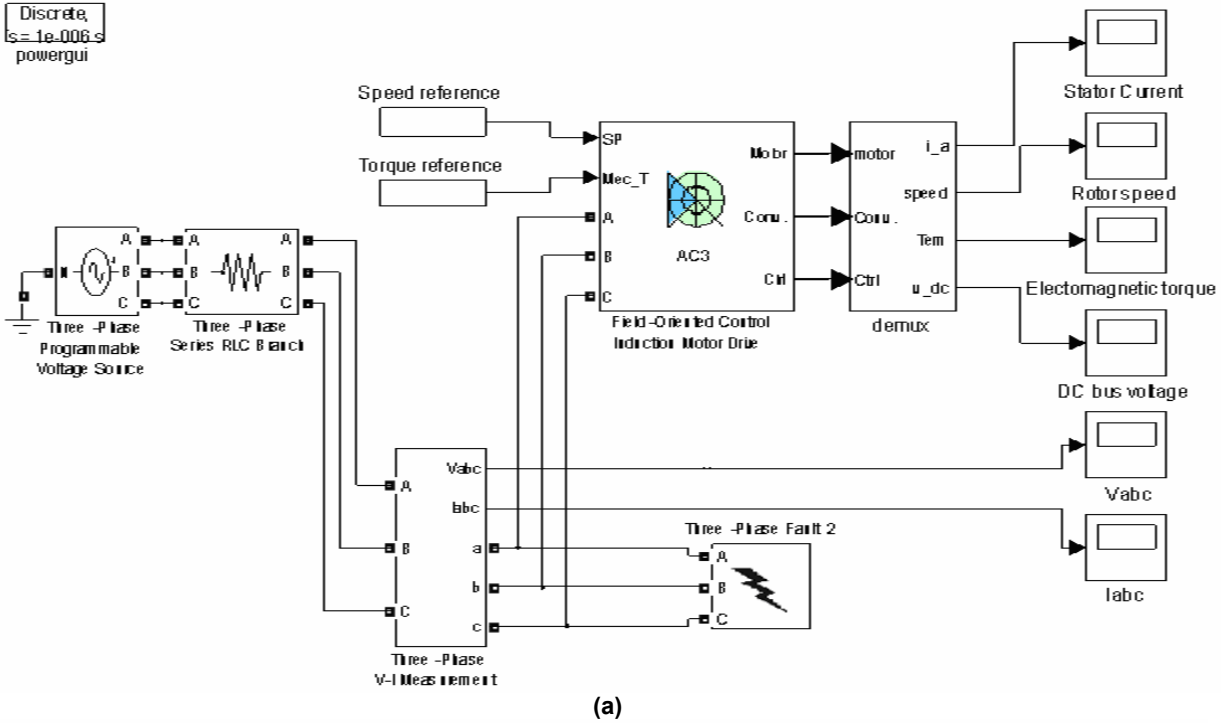 Discrete,
s = 1e-006 s
powergui
Speed reference
Torque reference
SP
Mec_T
A
B
C
AC3
Conv.
Ctrl
Field-Oriented Control
Induction Motor Drive
motor
Conv.
Ctrl
i_a
speed
Tem
u_dc
demux
Stator Current
Rotor speed
Electomagnetic torque
DC bus voltage
Vabc
Iabc
N
A
B
C
Three-Phase
Programmable
Voltage Source
A
B
C
A
B
C
Three-Phase
Series RLC Branch
A
B
C
Vabc
Iabc
a
b
c
Three-Phase
V-I Measurement
Three-Phase Fault 2
A
B
C
(a)